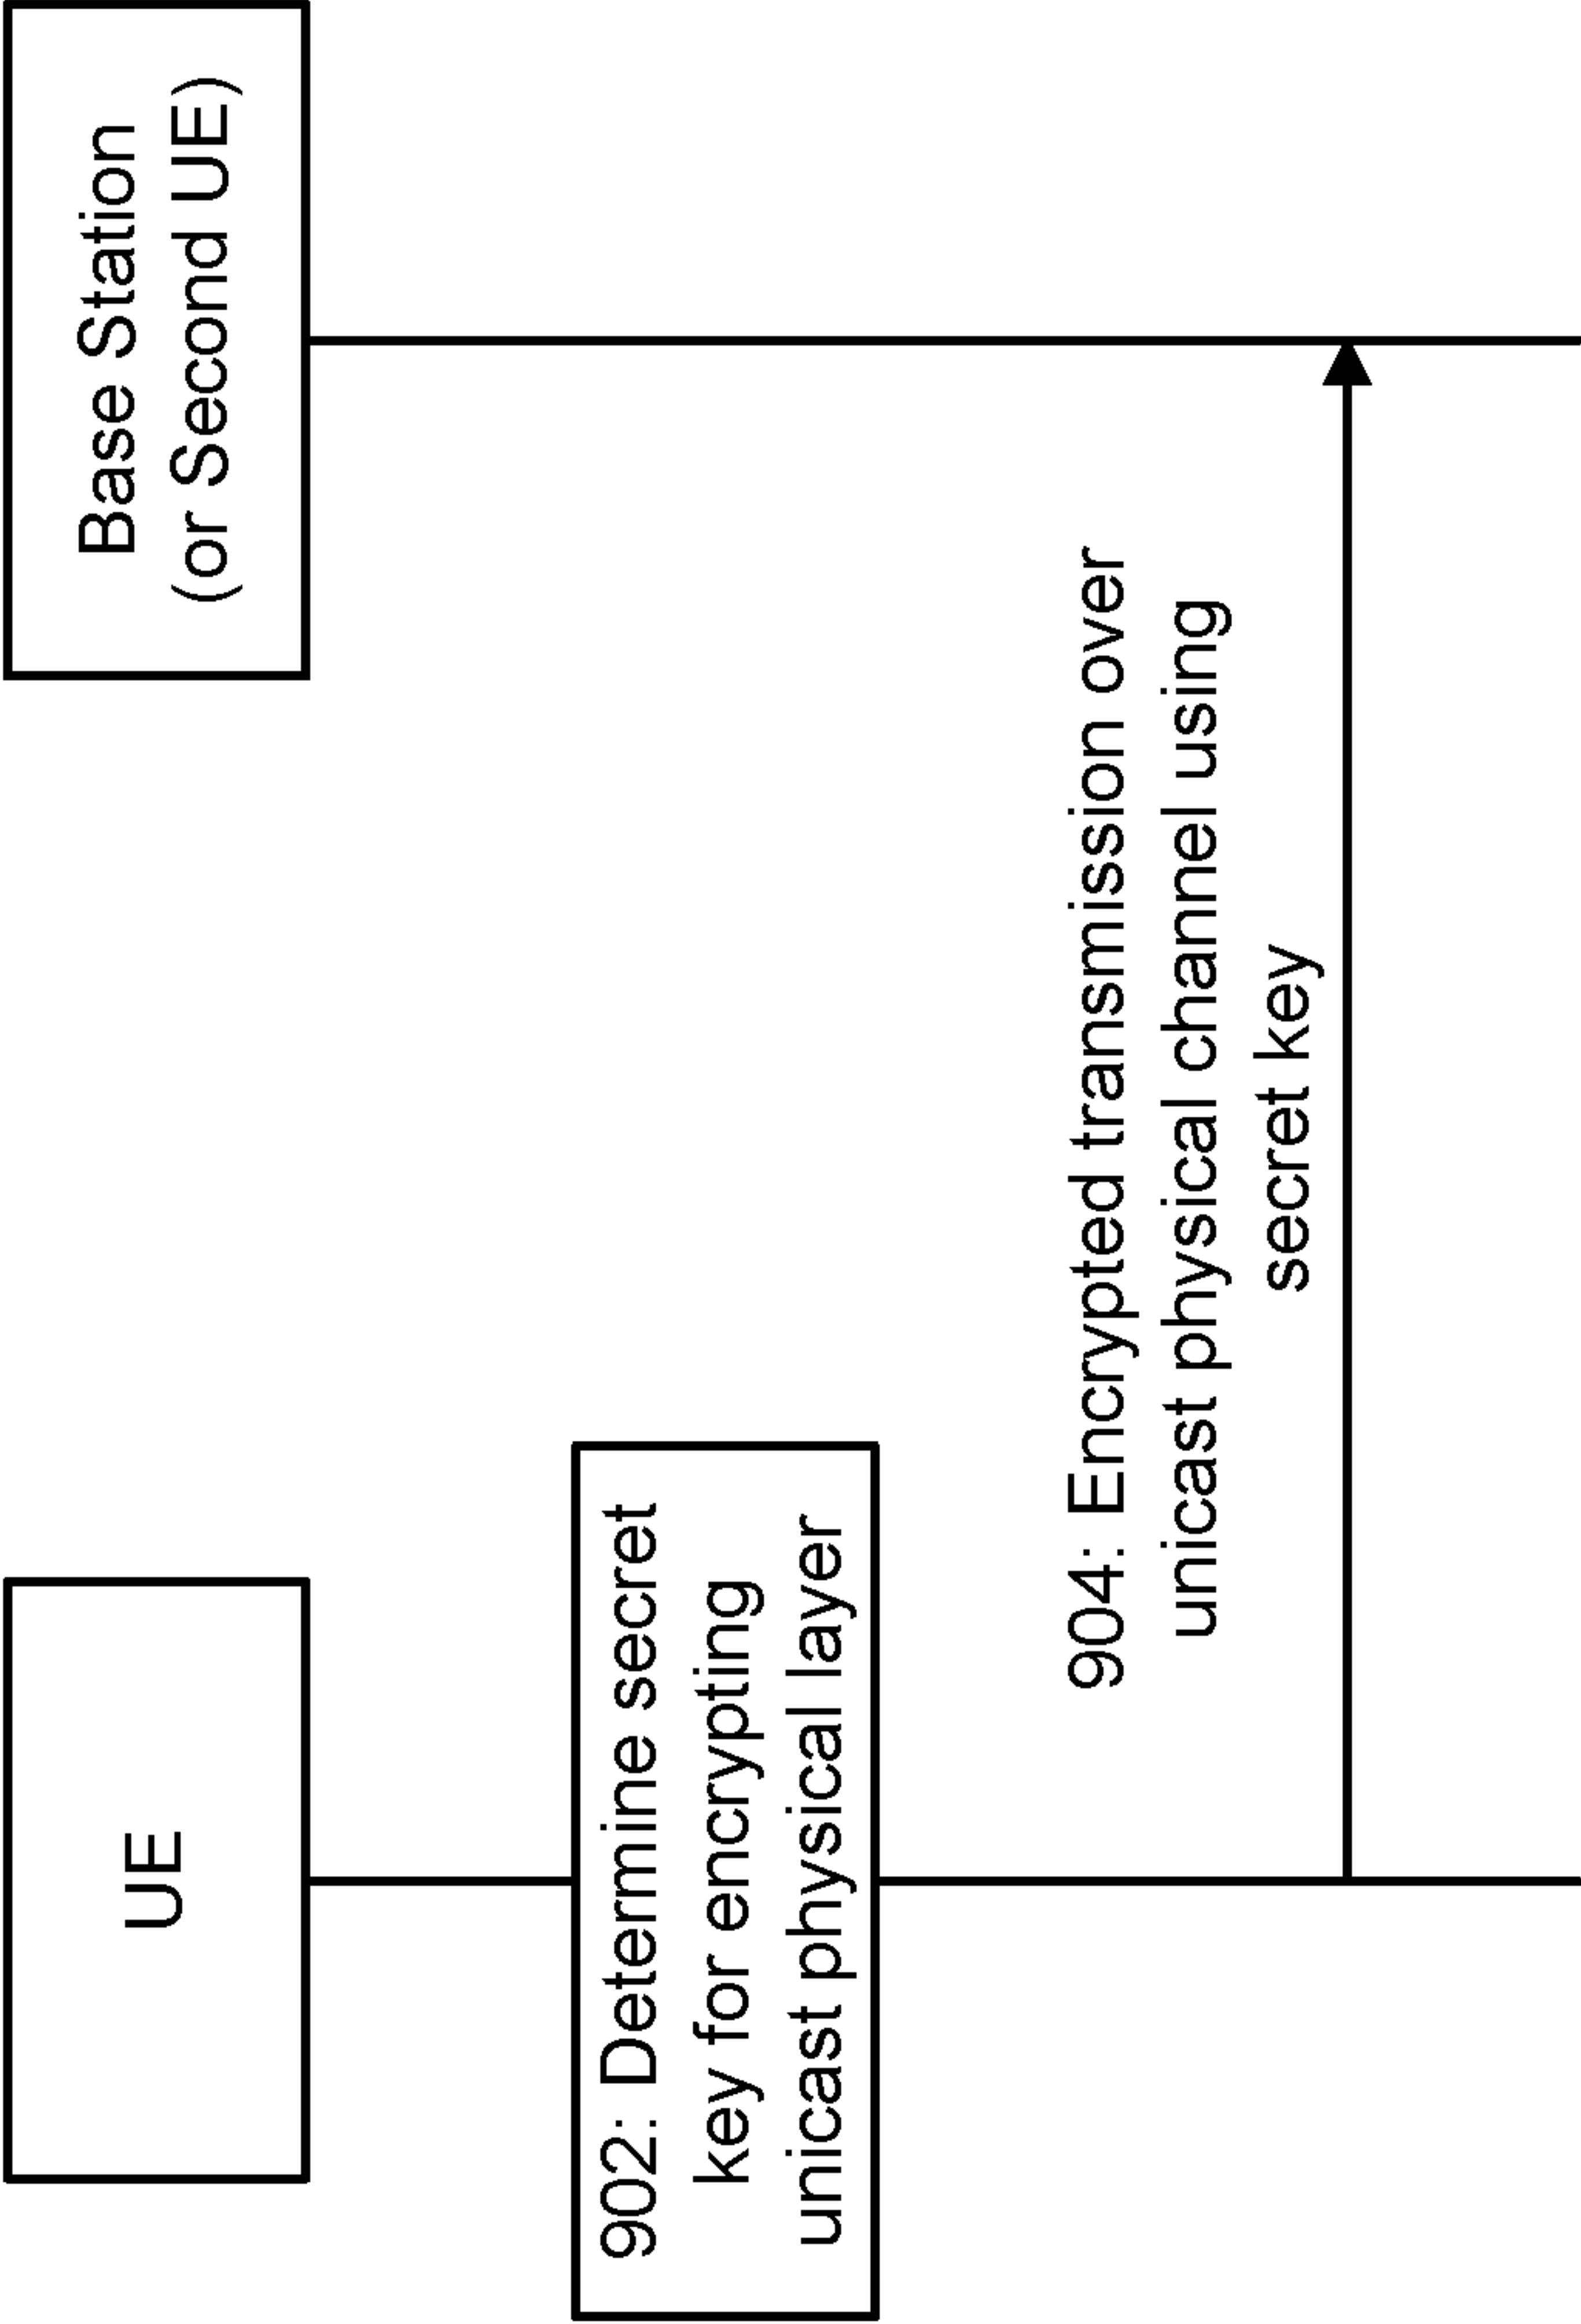 UE
Base Station
(or Second UE)
902: Determine secret
key for encrypting
unicast physical layer
904: Encrypted transmission over
unicast physical channel using
secret key